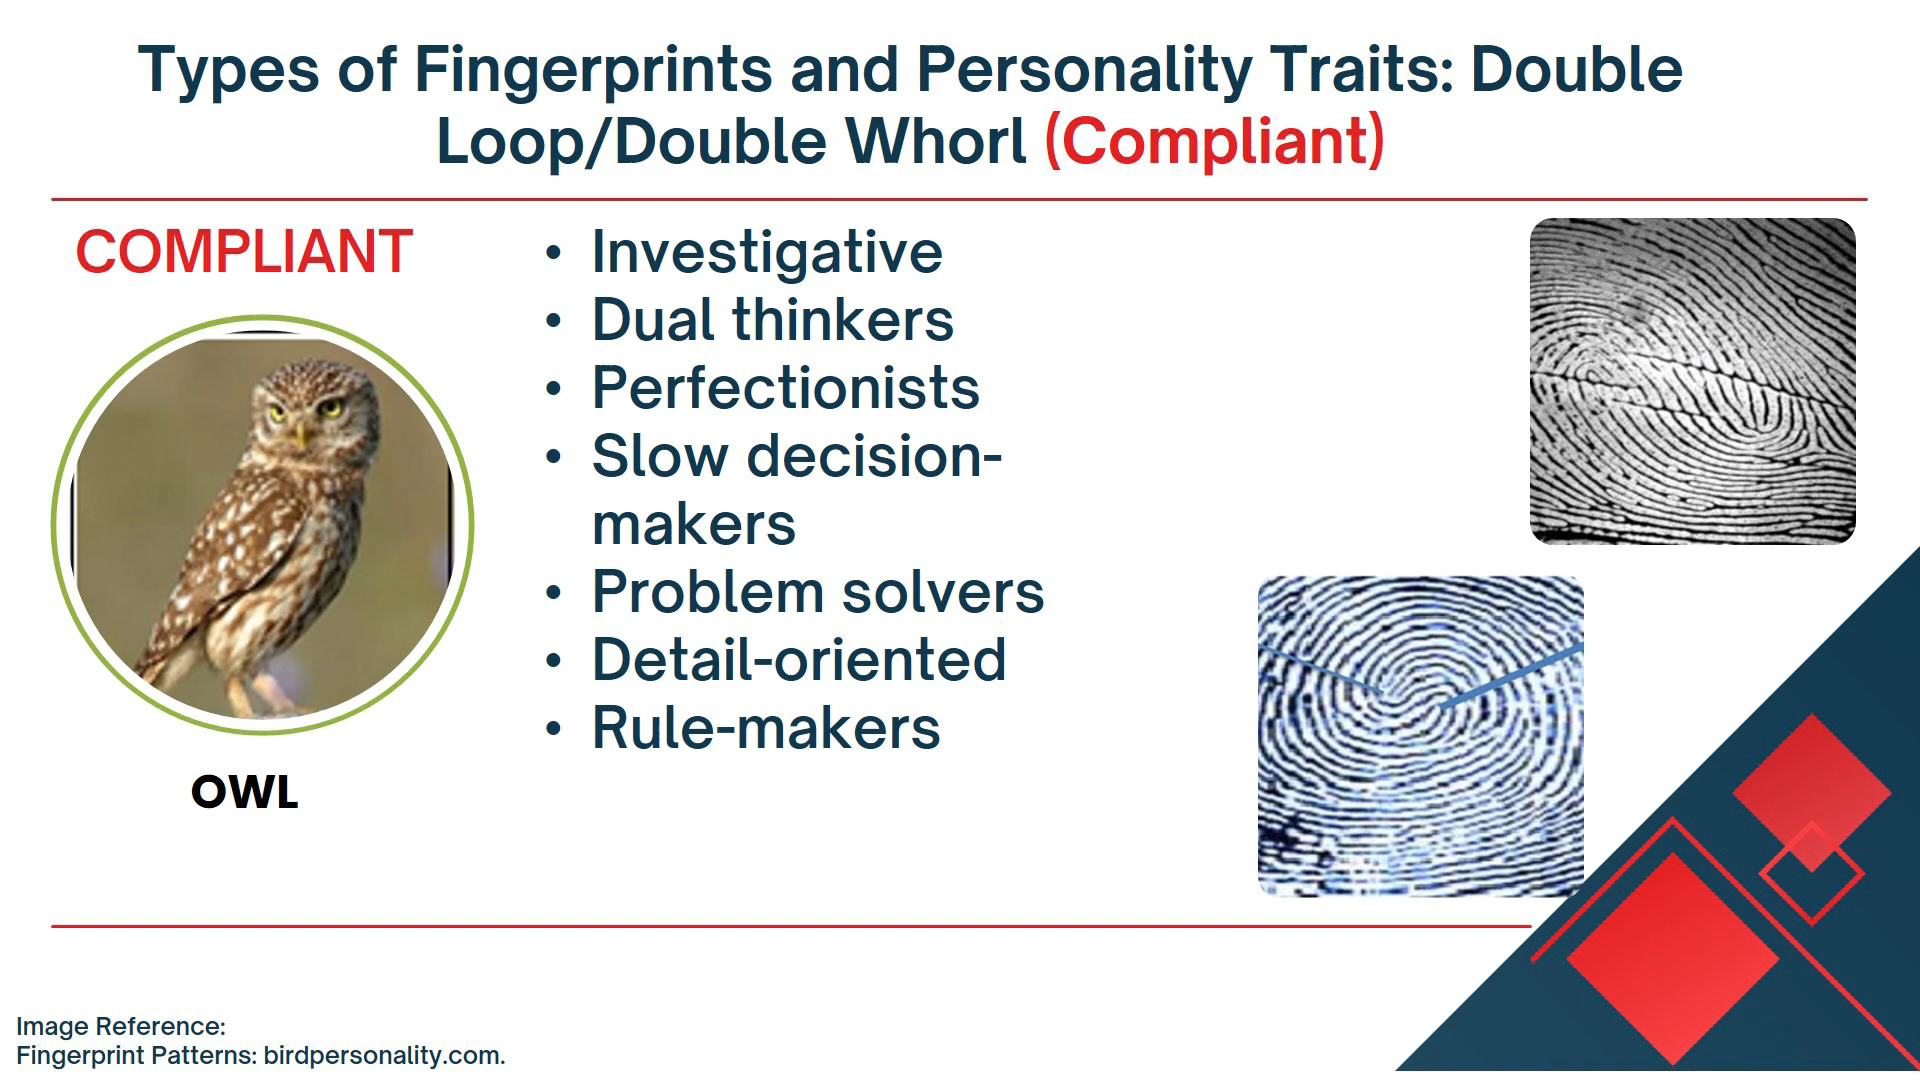 Types of Fingerprints and Personality Traits: Double
Loop/Double Whorl (Compliant)
COMPLIANT
OWL
• Investigative
• Dual thinkers
• Perfectionists
• Slow decision-
makers
• Problem solvers
• Detail-oriented
• Rule-makers
Image Reference:
Fingerprint Patterns: birdpersonality.com.